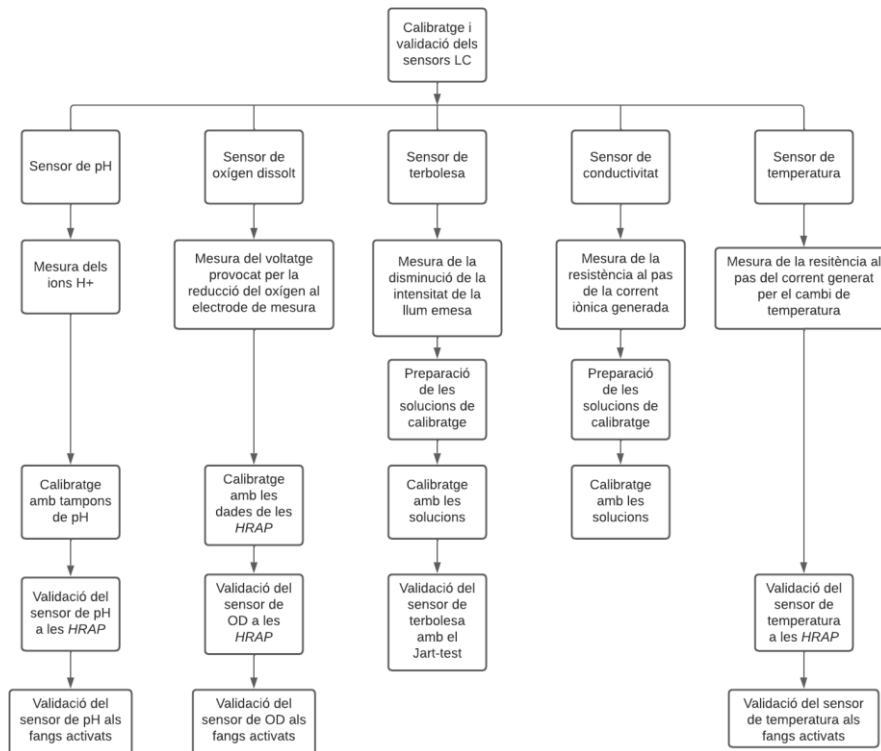 Calibratge i
validació dels
sensors LC
Sensor de pH
Sensor de
oxígen dissolt
Sensor de
terbolesa
Sensor de
conductivitat
Sensor de
temperatura
Mesura dels
ions H+
Mesura del voltatge
provocat per la
reducció del oxígen al
electrode de mesura
Mesura de la
disminució de la
intensitat de la
llum emesa
Mesura de la
resistència al pas
de la corrent
iònica generada
Mesura de la resitència al
pas del corrent generat
per el cambi de
temperatura
Preparació
de les
solucions de
calibratge
Preparació
de les
solucions de
calibratge
Calibratge
amb tampons
de pH
Calibratge
amb les
dades de les
HRAP
Calibratge
amb les
solucions
Calibratge
amb les
solucions
Validació del
sensor de pH
a les HRAP
Validació del
sensor de
OD a les
HRAP
Validació del
sensor de
terbolesa
amb el
Jart-test
Validació del
sensor de
temperatura
a les HRAP
Validació del
sensor de pH als
fangs activats
Validació del
sensor de OD als
fangs activats
Validació del sensor
de temperatura als
fangs activats